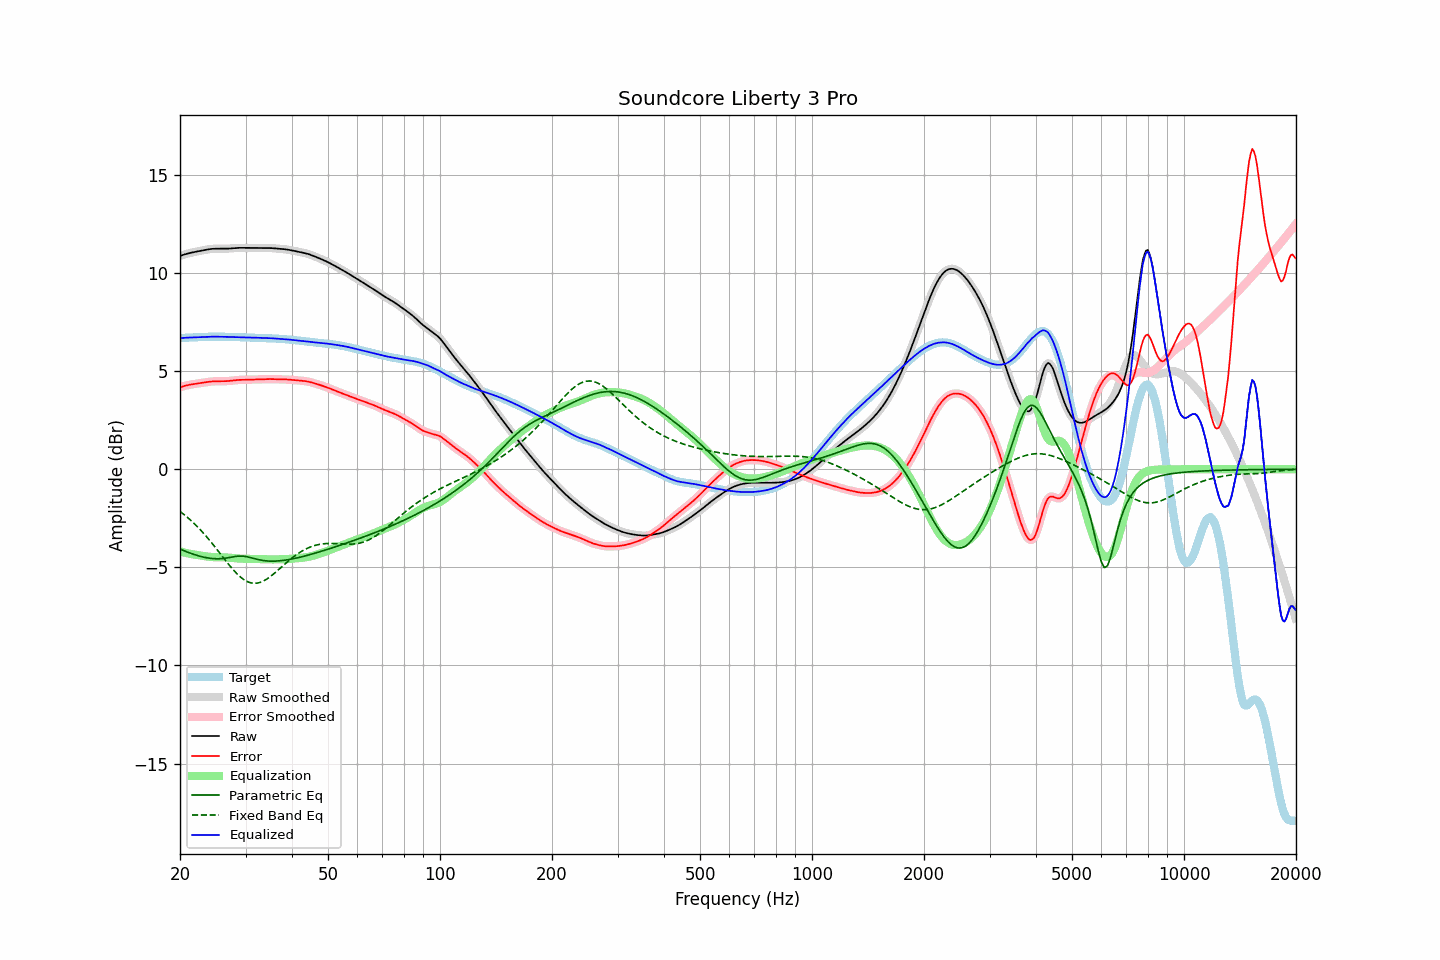 Soundcore Liberty 3 Pro
Amplitude (dBr)
15
10
5
0
−5
−10
−15
Target
Raw Smoothed
Error Smoothed
Raw
Error
Equalization
Parametric Eq
Fixed Band Eq
Equalized
20 50 100 200 500 1000 2000 5000 10000 20000
Frequency (Hz)